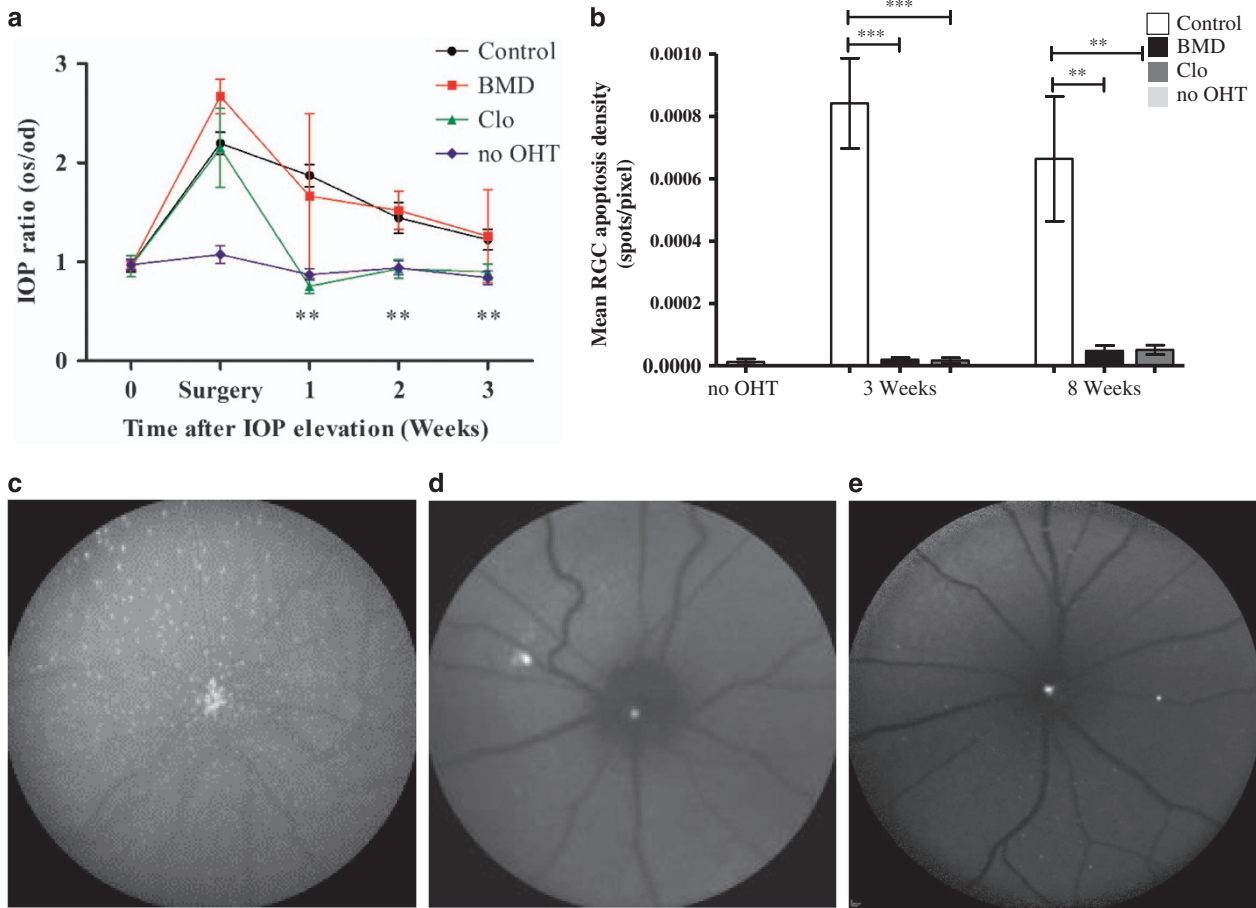 a
Control
BMD
Clo
no OHT
IOP ratio (os/od)
3
2
1
0
** ** **
0 Surgery 1 2 3
Time after IOP elevation (Weeks)
b
Control
BMD
Clo
no OHT
Mean RGC apoptosis density
(spots/pixel)
0.0010
0.0008
0.0006
0.0004
0.0002
0.0000
***
***
**
**
no OHT 3 Weeks 8 Weeks
c
d
e